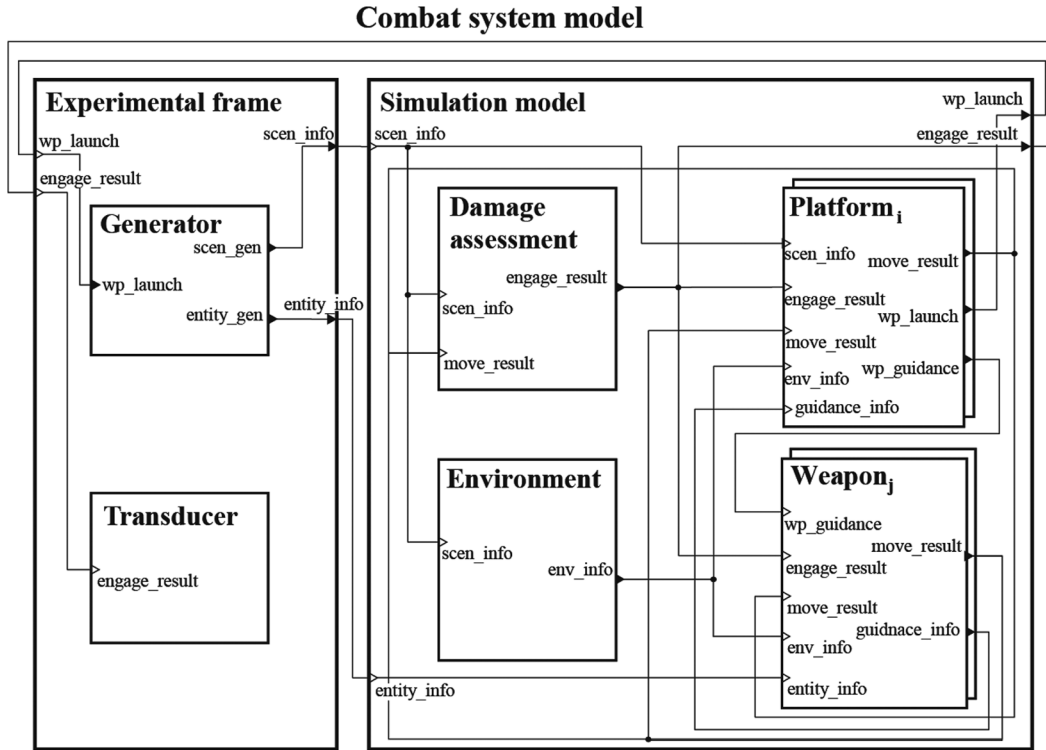 Combat system model
Experimental frame
wp_launch
engage_result
scen_info
Generator
scen_gen
wp_launch
entity_gen
entity_info
Transducer
engage_result
Simulation model
wp_launch
engage_result
scen_info
Damage
assessment
engage_result
scen_info
move_result
Platform i
scen_info
move_result
engage_result
wp_launch
move_result
wp_guidance
env_info
guidance_info
Environment
scen_info
env_info
Weapon j
wp_guidance
move_result
engage_result
move_result
guidnace_info
env_info
entity_info
entity_info